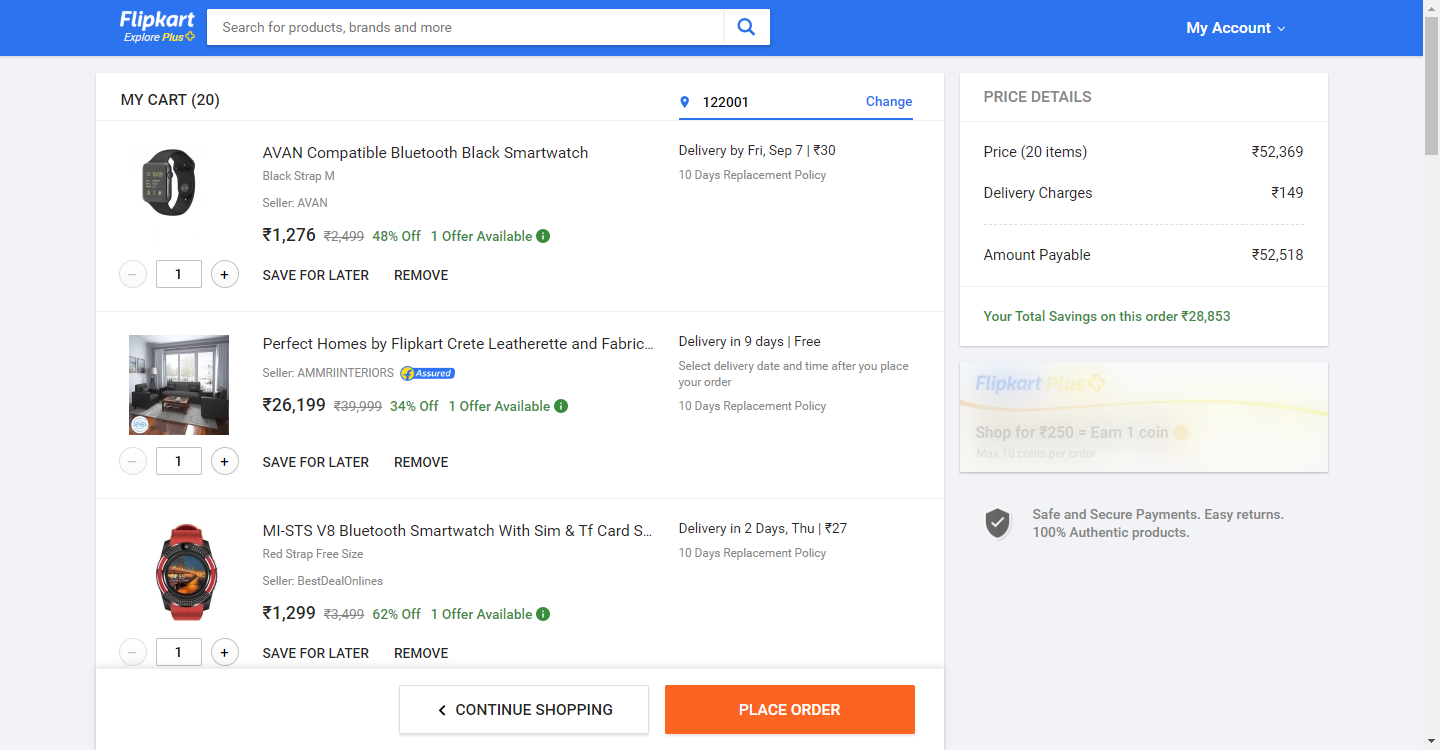 Flipkart
Explore Plus
Search for products, brands and more
My Account
MY CART (20)
122001
Change
AVAN Compatible Bluetooth Black Smartwatch
Black Strap M
Seller: AVAN
₹1,276 ₹2,499 48% Off 1 Offer Available
Delivery by Fri, Sep 7 | ₹30
10 Days Replacement Policy
1
SAVE FOR LATER
REMOVE
Perfect Homes by Flipkart Crete Leatherette and Fabric...
Seller: AMMRIINTERIORS Assured
₹26,199 ₹39,999 34% Off 1 Offer Available
Delivery in 9 days | Free
Select delivery date and time after you place
your order
10 Days Replacement Policy
1
SAVE FOR LATER
REMOVE
MI-STS V8 Bluetooth Smartwatch With Sim & Tf Card S...
Red Strap Free Size
Seller: BestDealOnlines
₹1,299 ₹3,499 62% Off 1 Offer Available
Delivery in 2 Days, Thu | ₹27
10 Days Replacement Policy
1
SAVE FOR LATER
REMOVE
CONTINUE SHOPPING
PLACE ORDER
PRICE DETAILS
Price (20 items) ₹52,369
Delivery Charges ₹149
Amount Payable ₹52,518
Your Total Savings on this order ₹28,853
Flipkart Plus
Shop for ₹250 = Earn 1 coin
Max 10 coins per order
Safe and Secure Payments. Easy returns.
100% Authentic products.